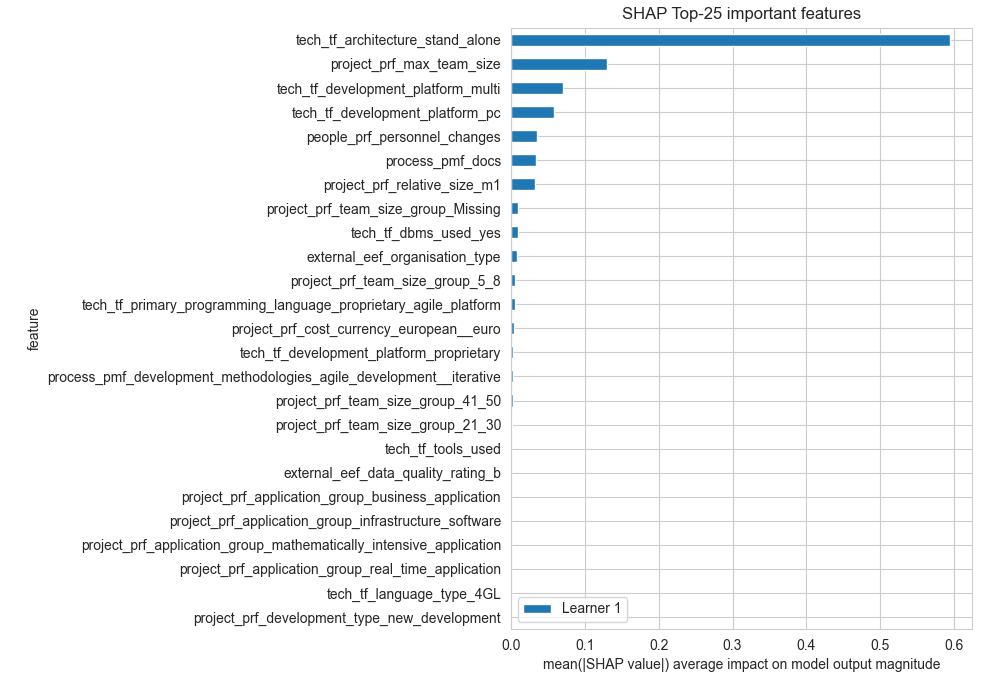 SHAP Top-25 important features
tech_tf_architecture_stand_alone
project_prf_max_team_size
tech_tf_development_platform_multi
tech_tf_development_platform_pc
people_prf_personnel_changes
process_pmf_docs
project_prf_relative_size_m1
project_prf_team_size_group_Missing
tech_tf_dbms_used_yes
external_eef_organisation_type
project_prf_team_size_group_5_8
tech_tf_primary_programming_language_proprietary_agile_platform
project_prf_cost_currency_european__euro
tech_tf_development_platform_proprietary
process_pmf_development_methodologies_agile_development__iterative
project_prf_team_size_group_41_50
project_prf_team_size_group_21_30
tech_tf_tools_used
external_eef_data_quality_rating_b
project_prf_application_group_business_application
project_prf_application_group_infrastructure_software
project_prf_application_group_mathematically_intensive_application
project_prf_application_group_real_time_application
tech_tf_language_type_4GL
project_prf_development_type_new_development
feature
Learner 1
0.0 0.1 0.2 0.3 0.4 0.5 0.6
mean(|SHAP value|) average impact on model output magnitude